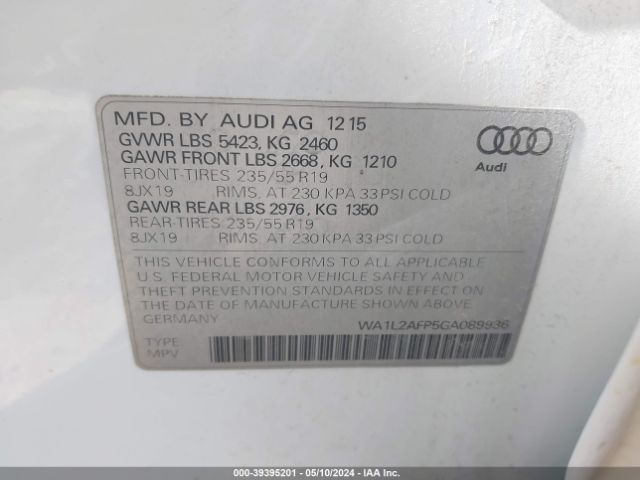 MFD. BY AUDI AG 12 15
GVWR LBS 5423, KG 2460
GAWR FRONT LBS 2668, KG 1210
FRONT-TIRES 235/55 R19
8JX19 RIMS, AT 230 KPA 33 PSI COLD
GAWR REAR LBS 2976, KG 1350
REAR-TIRES 235/55 R19
8JX19 RIMS, AT 230 KPA 33 PSI COLD
Audi
THIS VEHICLE CONFORMS TO ALL APPLICABLE
U.S. FEDERAL MOTOR VEHICLE SAFETY AND
THEFT PREVENTION STANDARDS IN EFFECT ON
THE DATE OF MANUFACTURE SHOWN ABOVE.
GERMANY WA1L2AFP5GA089936
TYPE:
MPV
000-39395201 - 05/10/2024 - IAA Inc.